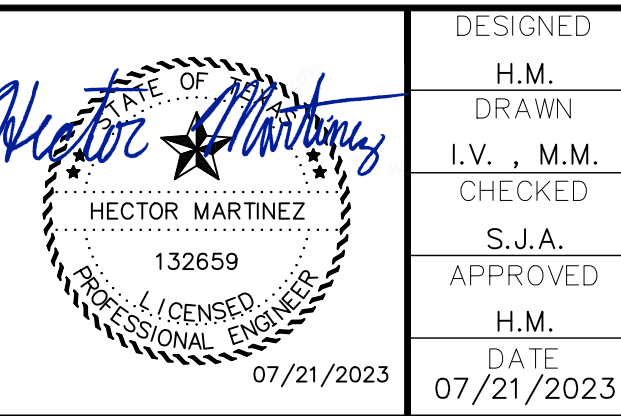 STATE OF TEXAS
Hector Martinez
HECTOR MARTINEZ
132659
LICENSED
PROFESSIONAL ENGINEER
07/21/2023
DESIGNED
H.M.
DRAWN
I.V. , M.M.
CHECKED
S.J.A.
APPROVED
H.M.
DATE
07/21/2023